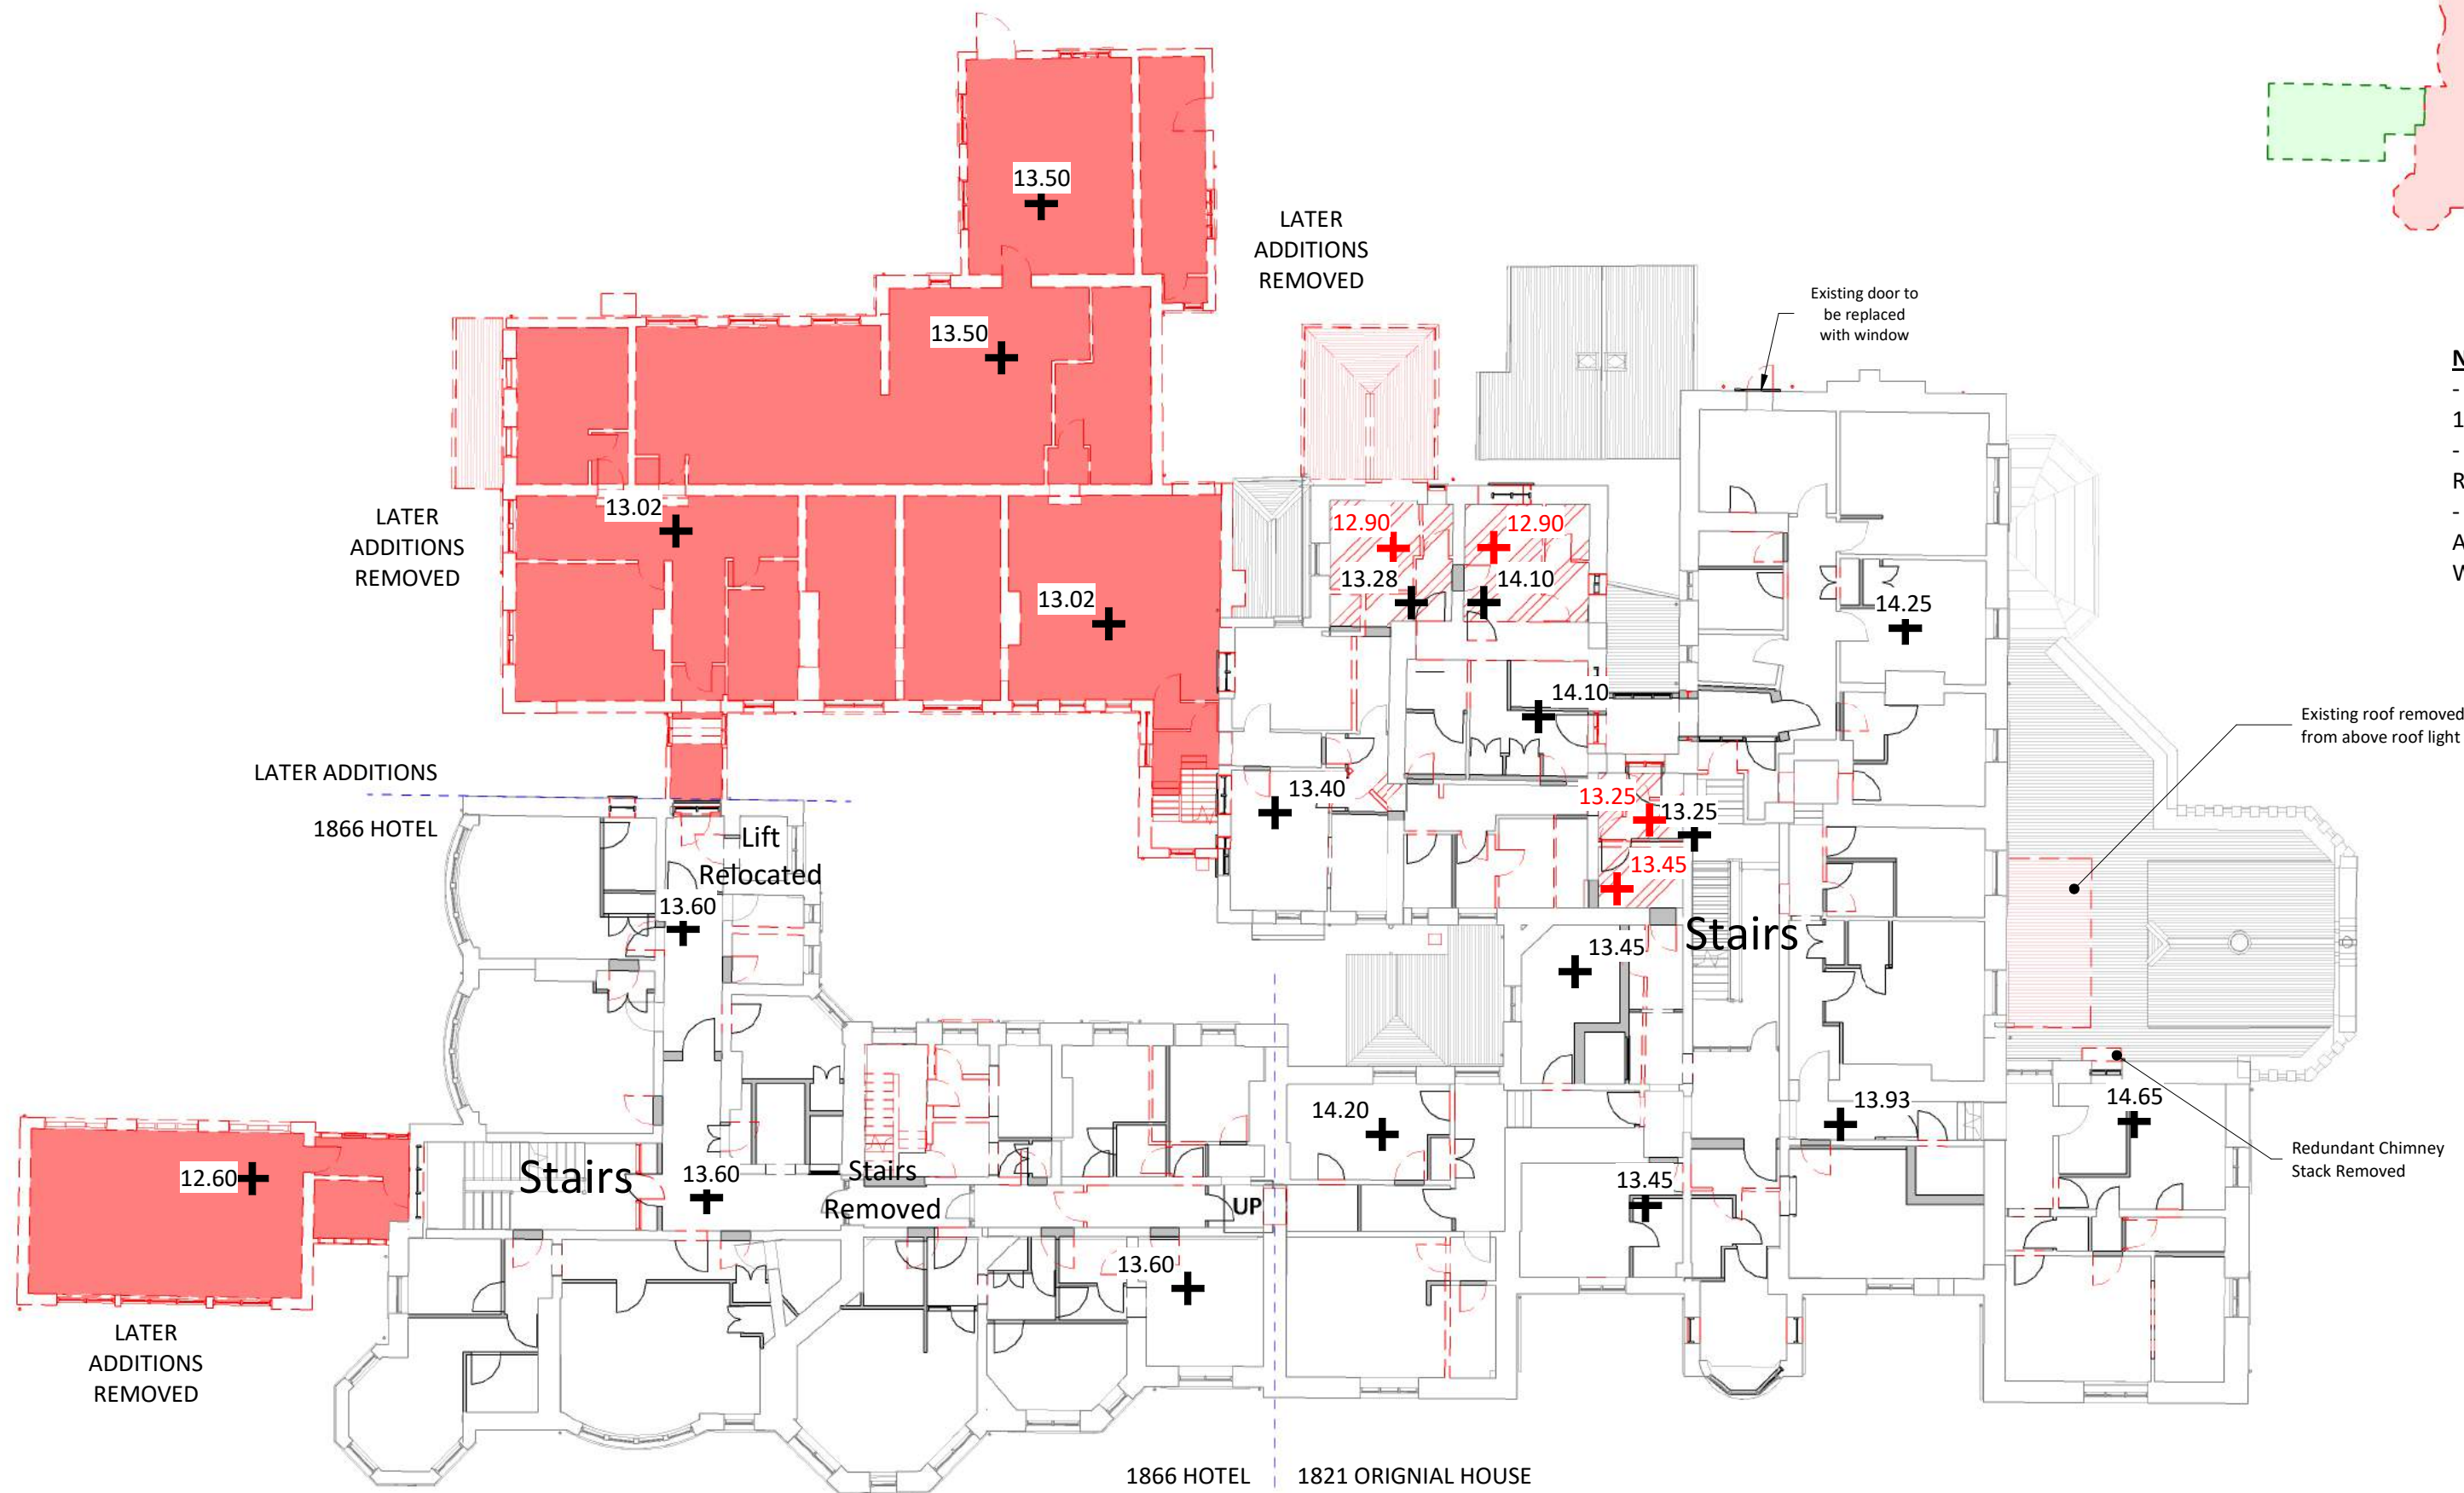 13.50
LATER
ADDITIONS
REMOVED
Existing door to
be replaced
with window
13.50
N
-
1
-
R
-
A
W
13.02
LATER
ADDITIONS
REMOVED
12.90
12.90
13.28
14.10
13.02
14.25
14.10
Existing roof removed
from above roof light
LATER ADDITIONS
1866 HOTEL
13.40
13.25
13.25
Lift
Relocated
13.45
13.60
Stairs
13.45
14.20
13.93
14.65
Redundant Chimney
Stack Removed
12.60
Stairs
13.60
Stairs
Removed
UP
13.45
13.60
LATER
ADDITIONS
REMOVED
1866 HOTEL
1821 ORIGNIAL HOUSE